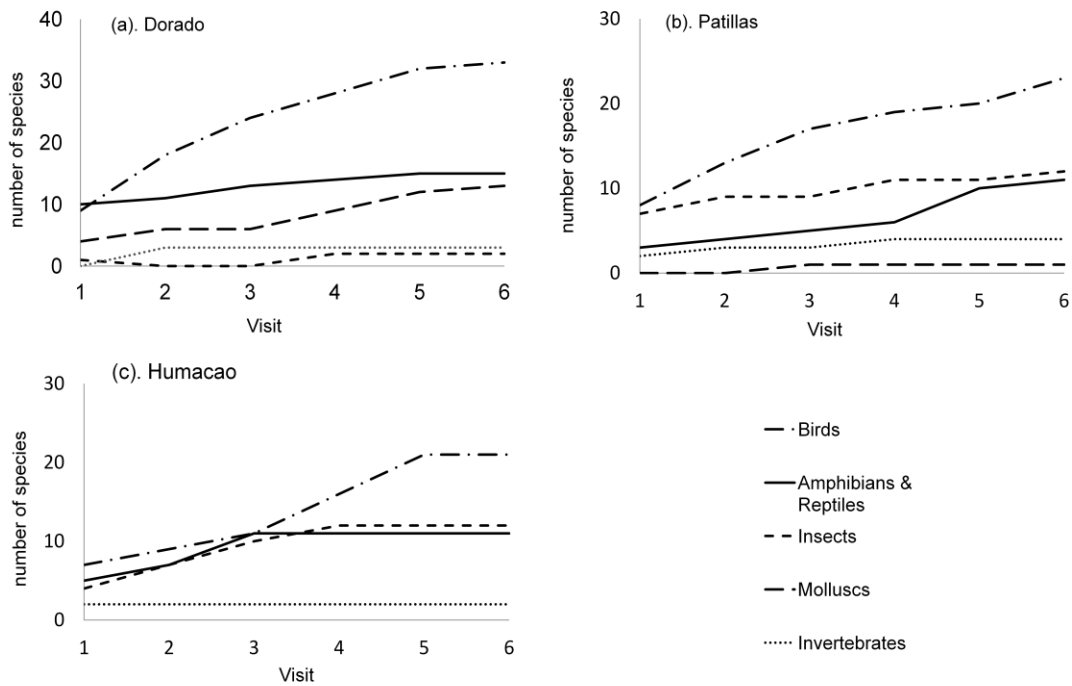 (a). Dorado
40
30
20
10
0
number of species
1 2 3 4 5 6
Visit
(b). Patillas
30
20
10
0
number of species
1 2 3 4 5 6
Visit
(c). Humacao
30
20
10
0
number of species
1 2 3 4 5 6
Visit
Birds
Amphibians &
Reptiles
Insects
Molluscs
Invertebrates